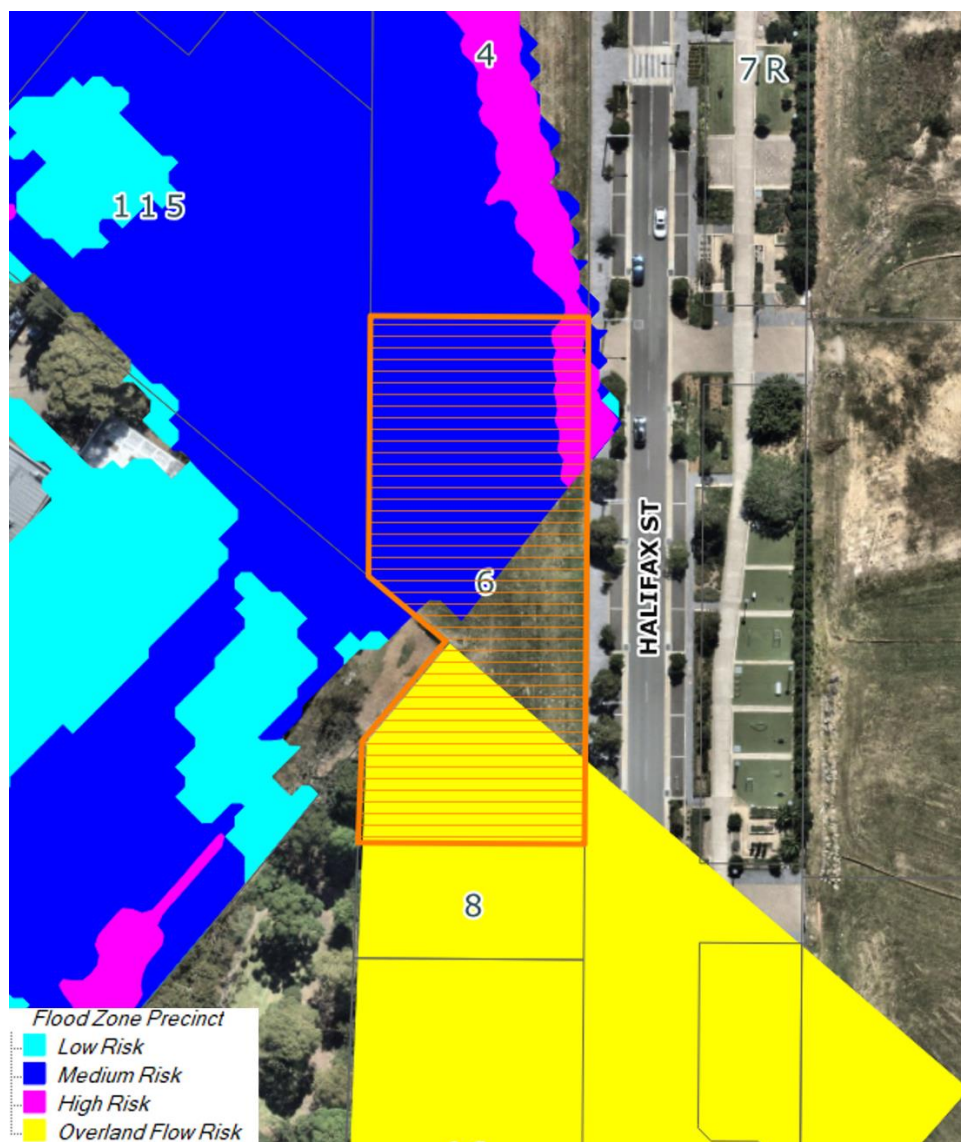 4
7 R
1 1 5
6
HALIFAX ST
8
Flood Zone Precinct
Low Risk
Medium Risk
High Risk
Overland Flow Risk